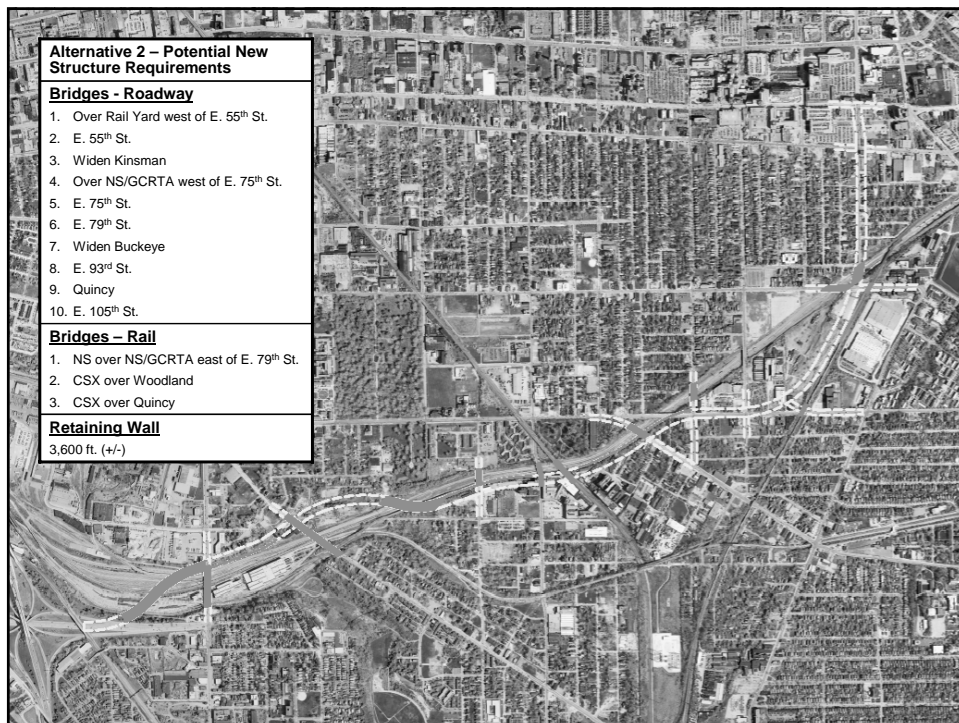 Alternative 2 – Potential New
Structure Requirements
Bridges - Roadway
1. Over Rail Yard west of E. 55th St.
2. E. 55th St.
3. Widen Kinsman
4. Over NS/GCRTA west of E. 75th St.
5. E. 75th St.
6. E. 79th St.
7. Widen Buckeye
8. E. 93rd St.
9. Quincy
10. E. 105th St.
Bridges – Rail
1. NS over NS/GCRTA east of E. 79th St.
2. CSX over Woodland
3. CSX over Quincy
Retaining Wall
3,600 ft. (+/-)